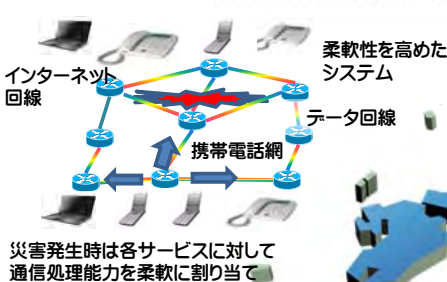 柔軟性を高めた
システム
インターネット
回線
データ回線
携帯電話網
災害発生時は各サービスに対して
通信処理能力を柔軟に割り当て